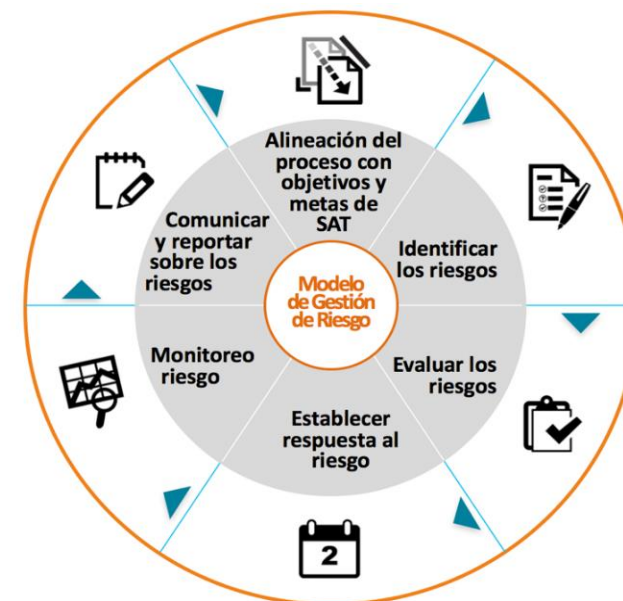 Alineación del
proceso con
objetivos y
metas de
SAT
Identificar
los riesgos
Evaluar los
riesgos
Establecer
respuesta al
riesgo
2
Monitoreo
riesgo
Comunicar
y reportar
sobre los
riesgos
Modelo
de Gestión
de Riesgo